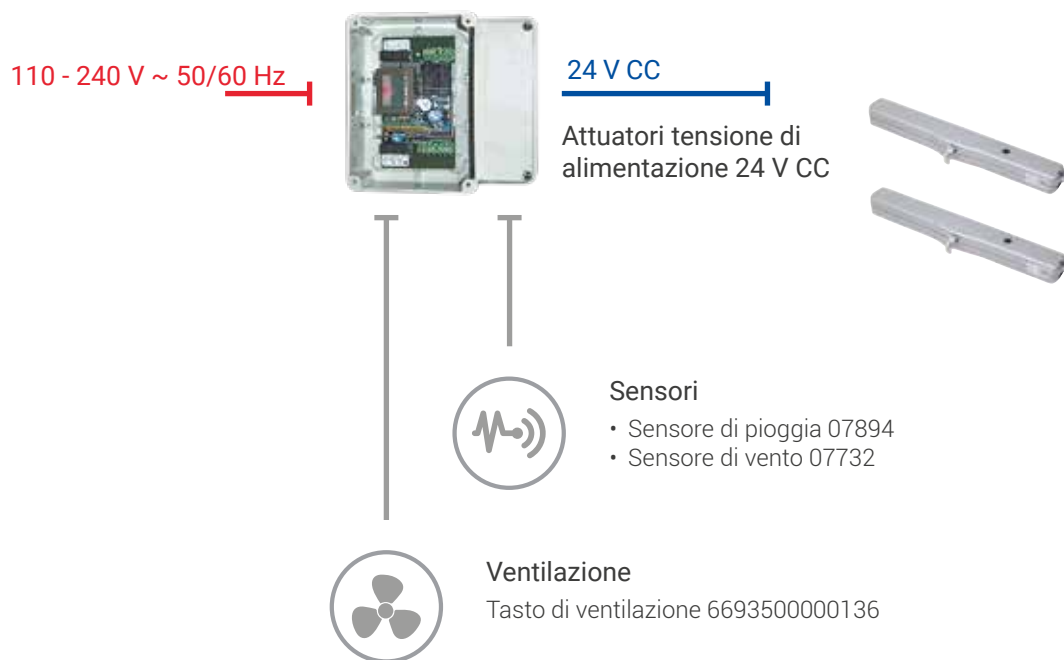 110 - 240 V ~ 50/60 Hz
24 V CC
Attuatori tensione di
alimentazione 24 V CC
Sensori
• Sensore di pioggia 07894
• Sensore di vento 07732
Ventilazione
Tasto di ventilazione 6693500000136